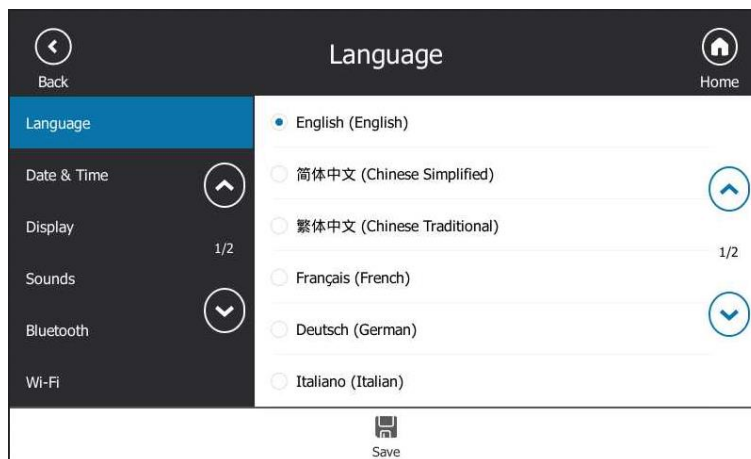 Language
Back
Home
Language
Date & Time
Display
1/2
Sounds
Bluetooth
Wi-Fi
English (English)
简体中文 (Chinese Simplified)
繁体中文 (Chinese Traditional)
1/2
Français (French)
Deutsch (German)
Italiano (Italian)
Save